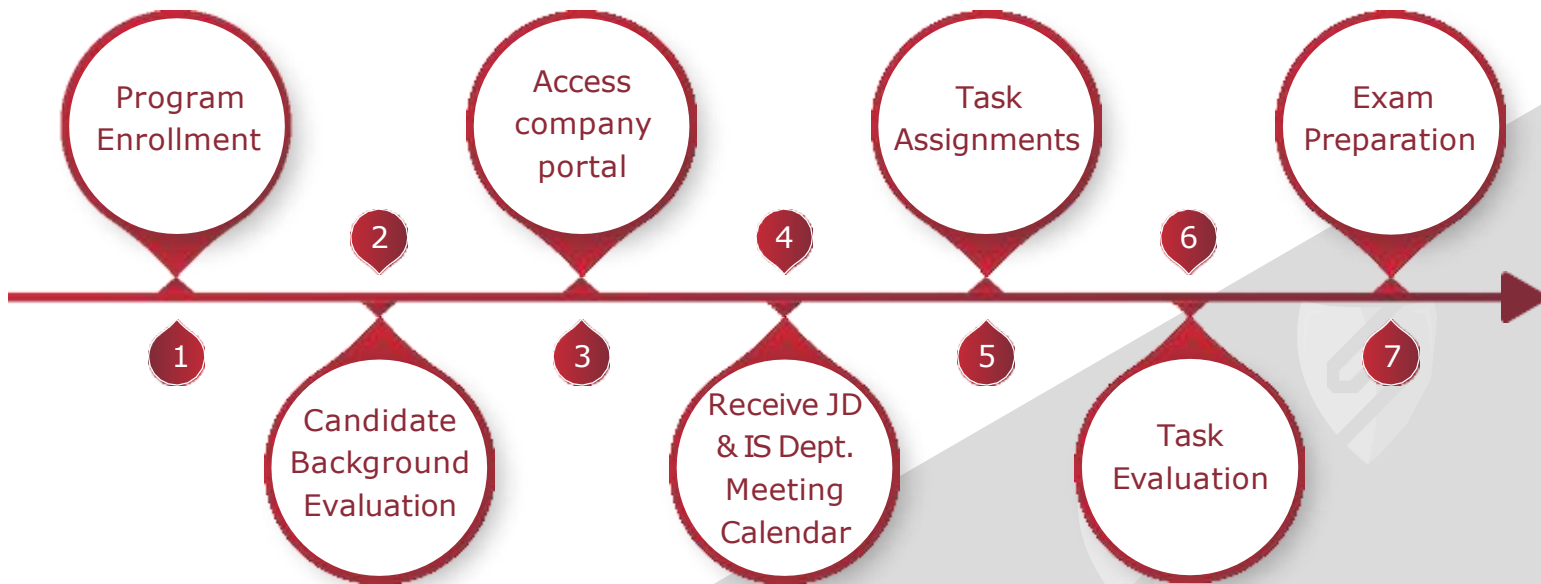 Program
Enrollment
1
2
Candidate
Background
Evaluation
Access
company
portal
3
4
Receive JD
& IS Dept.
Meeting
Calendar
Task
Assignments
5
6
Task
Evaluation
Exam
Preparation
7